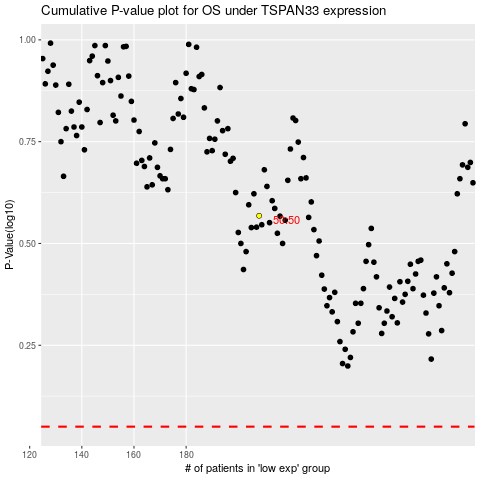 Cumulative P-value plot for OS under TSPAN33 expression
P-Value(log10)
1.00
0.75
0.50
0.25
50:50
120 140 160 180
# of patients in 'low exp' group